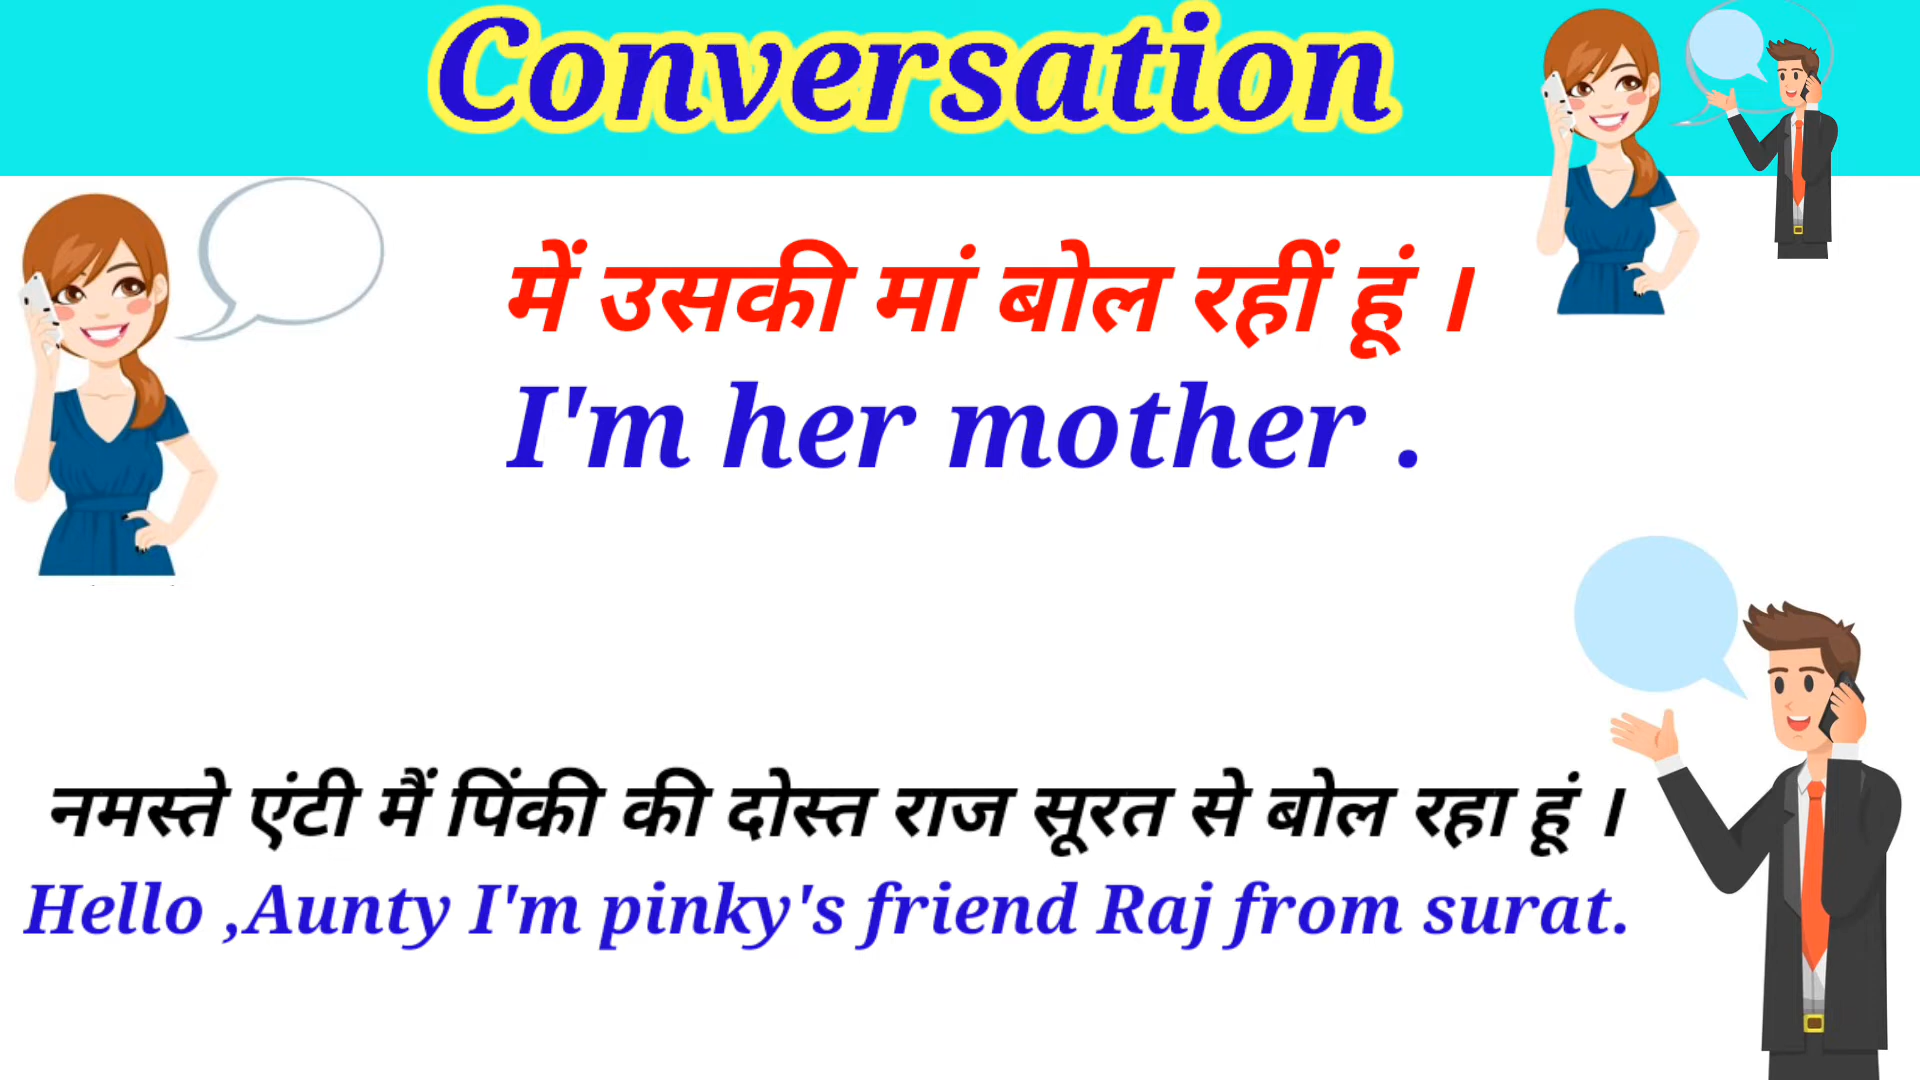 Conversation
में उसकी मां बोल रहीं हूं ।
I'm her mother .
नमस्ते एंटी मैं पिंकी की दोस्त राज सूरत से बोल रहा हूं ।
Hello ,Aunty I'm pinky's friend Raj from surat.